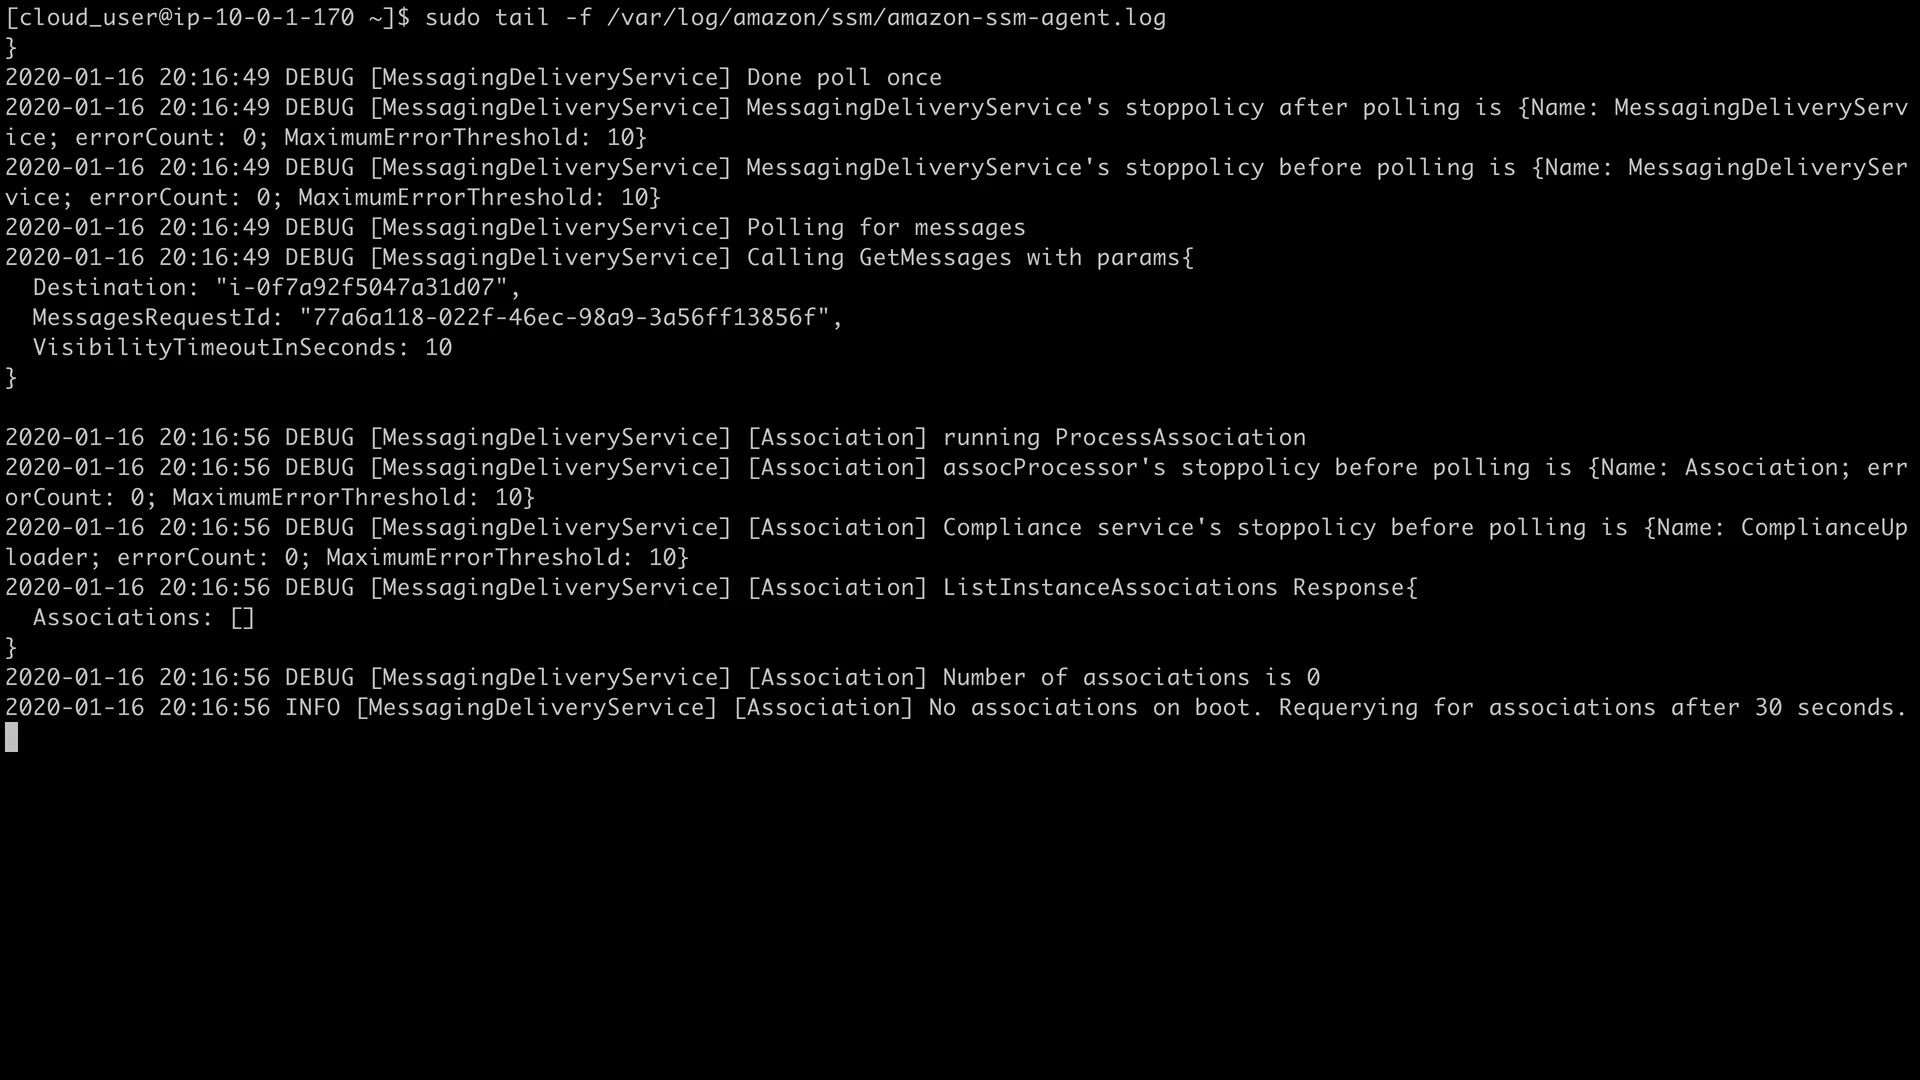 [cloud_user@ip-10-0-1-170 ~]$ sudo tail -f /var/log/amazon/ssm/amazon-ssm-agent.log
}
2020-01-16 20:16:49 DEBUG [MessagingDeliveryService] Done poll once
2020-01-16 20:16:49 DEBUG [MessagingDeliveryService] MessagingDeliveryService's stoppolicy after polling is {Name: MessagingDeliveryServ
ice; errorCount: 0; MaximumErrorThreshold: 10}
2020-01-16 20:16:49 DEBUG [MessagingDeliveryService] MessagingDeliveryService's stoppolicy before polling is {Name: MessagingDeliverySer
vice; errorCount: 0; MaximumErrorThreshold: 10}
2020-01-16 20:16:49 DEBUG [MessagingDeliveryService] Polling for messages
2020-01-16 20:16:49 DEBUG [MessagingDeliveryService] Calling GetMessages with params{
  Destination: "i-0f7a92f5047a31d07",
  MessagesRequestId: "77a6a118-022f-46ec-98a9-3a56ff13856f",
  VisibilityTimeoutInSeconds: 10
}

2020-01-16 20:16:56 DEBUG [MessagingDeliveryService] [Association] running ProcessAssociation
2020-01-16 20:16:56 DEBUG [MessagingDeliveryService] [Association] assocProcessor's stoppolicy before polling is {Name: Association; err
orCount: 0; MaximumErrorThreshold: 10}
2020-01-16 20:16:56 DEBUG [MessagingDeliveryService] [Association] Compliance service's stoppolicy before polling is {Name: ComplianceUp
loader; errorCount: 0; MaximumErrorThreshold: 10}
2020-01-16 20:16:56 DEBUG [MessagingDeliveryService] [Association] ListInstanceAssociations Response{
  Associations: []
}
2020-01-16 20:16:56 DEBUG [MessagingDeliveryService] [Association] Number of associations is 0
2020-01-16 20:16:56 INFO [MessagingDeliveryService] [Association] No associations on boot. Requerying for associations after 30 seconds.